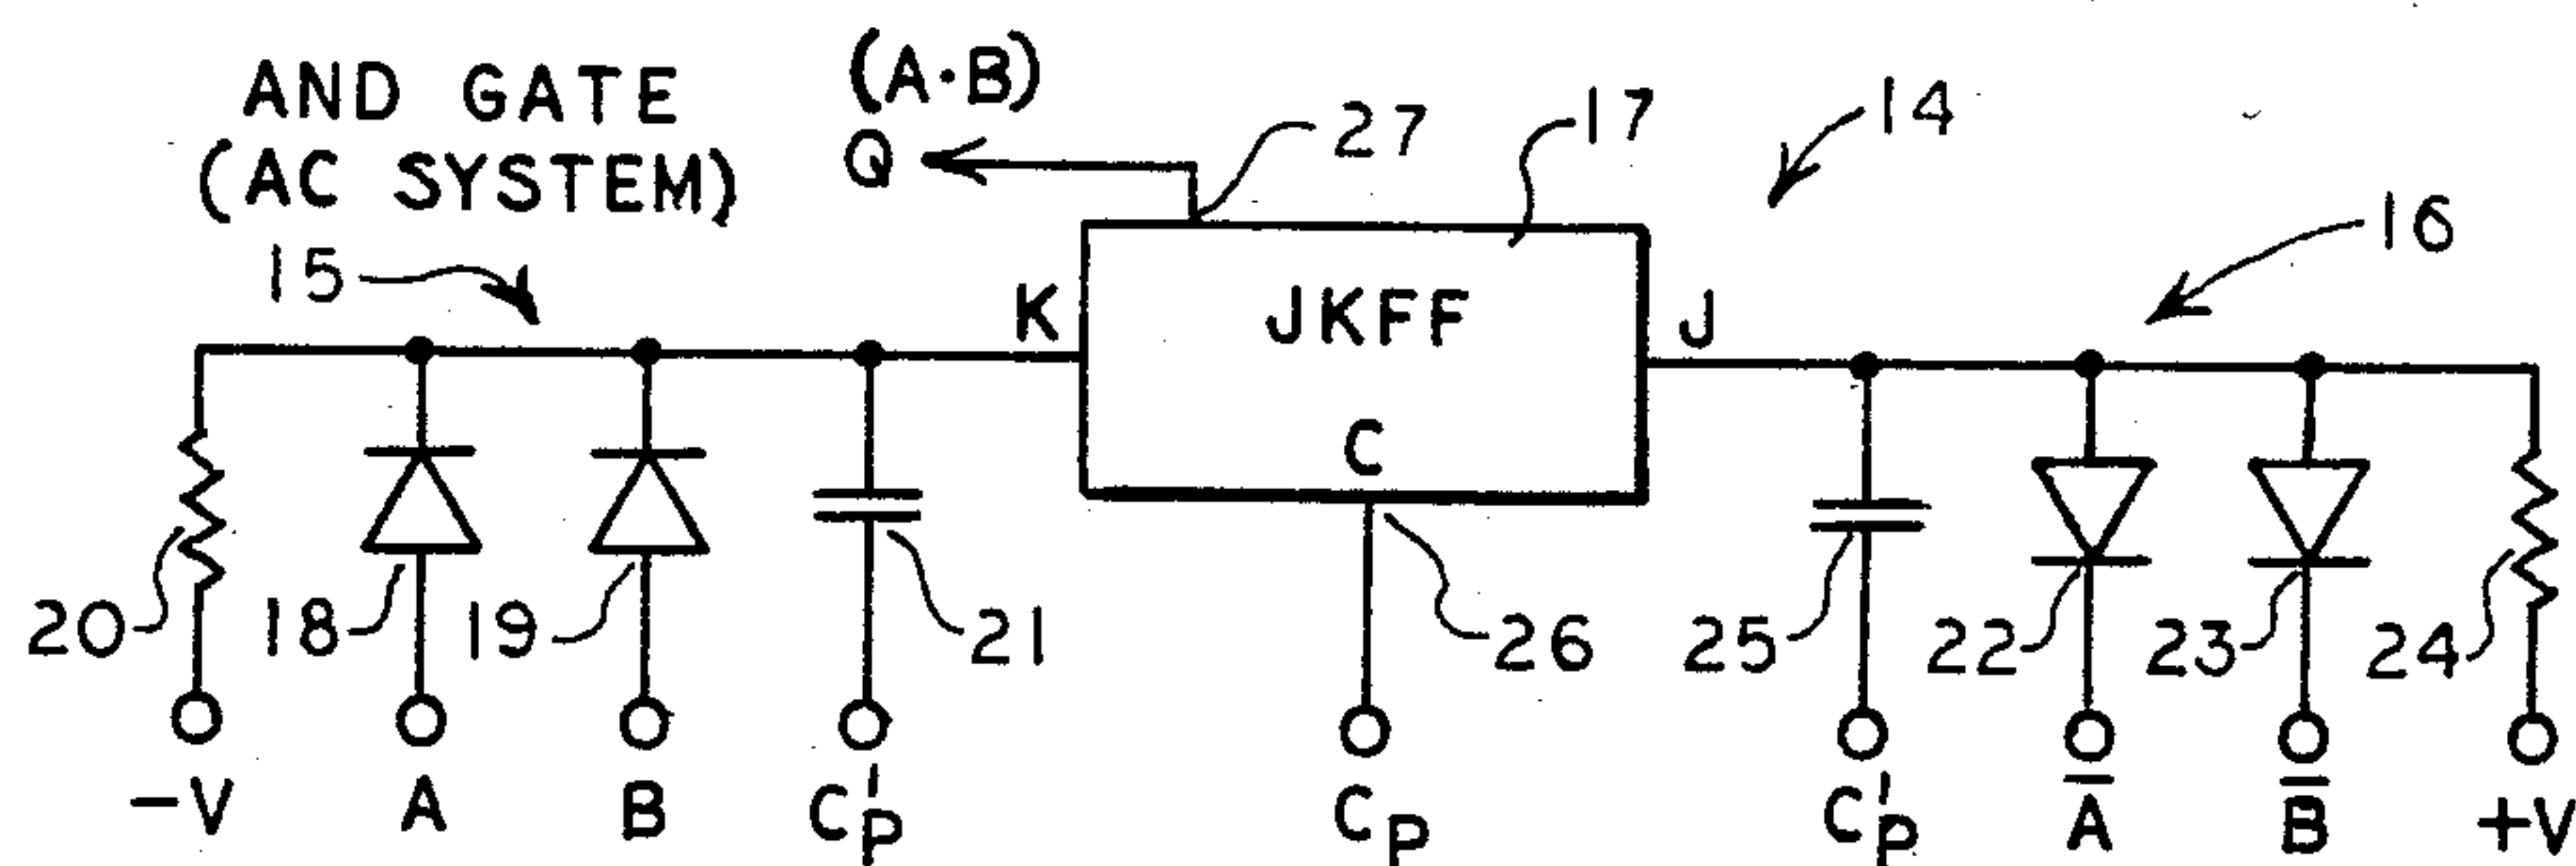 AND GATE
(AC SYSTEM)
(A·B)
Q
27
17
14
15
16
K
JKFF
J
C
20
18
19
21
26
25
22
23
24
-V
A
B
C'P
CP
C'P
A̅
B̅
+V